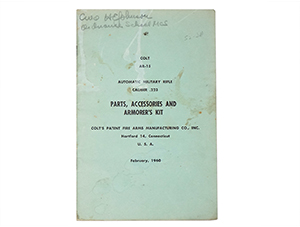 COLT
AR-15
AUTOMATIC MILITARY RIFLE
CALIBER .223
PARTS, ACCESSORIES AND
ARMORER'S KIT
COLT'S PATENT FIRE ARMS MANUFACTURING CO., INC.
Hartford 14, Connecticut
U. S. A.
February, 1960